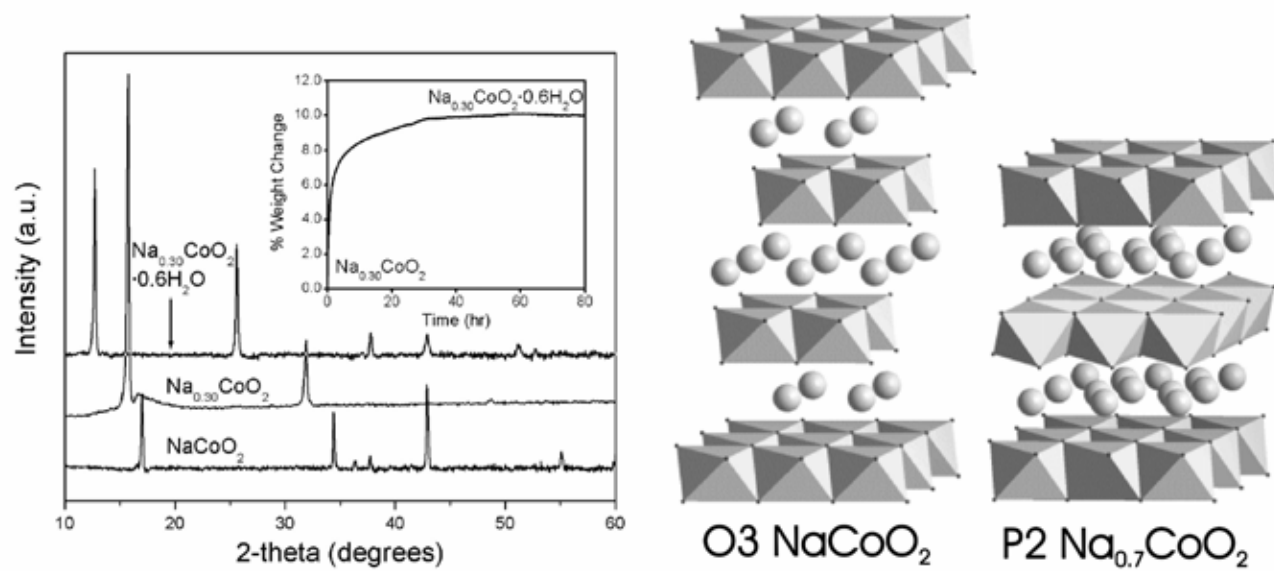 Intensity (a.u.)
2-theta (degrees)
10 20 30 40 50 60
Na₀.₃₀CoO₂
·0.6H₂O
Na₀.₃₀CoO₂
NaCoO₂
% Weight Change
12.0
10.0
8.0
6.0
4.0
2.0
0.0
Na₀.₃₀CoO₂·0.6H₂O
Na₀.₃₀CoO₂
0 20 40 60 80
Time (hr)
O3 NaCoO₂
P2 Na₀.₇CoO₂